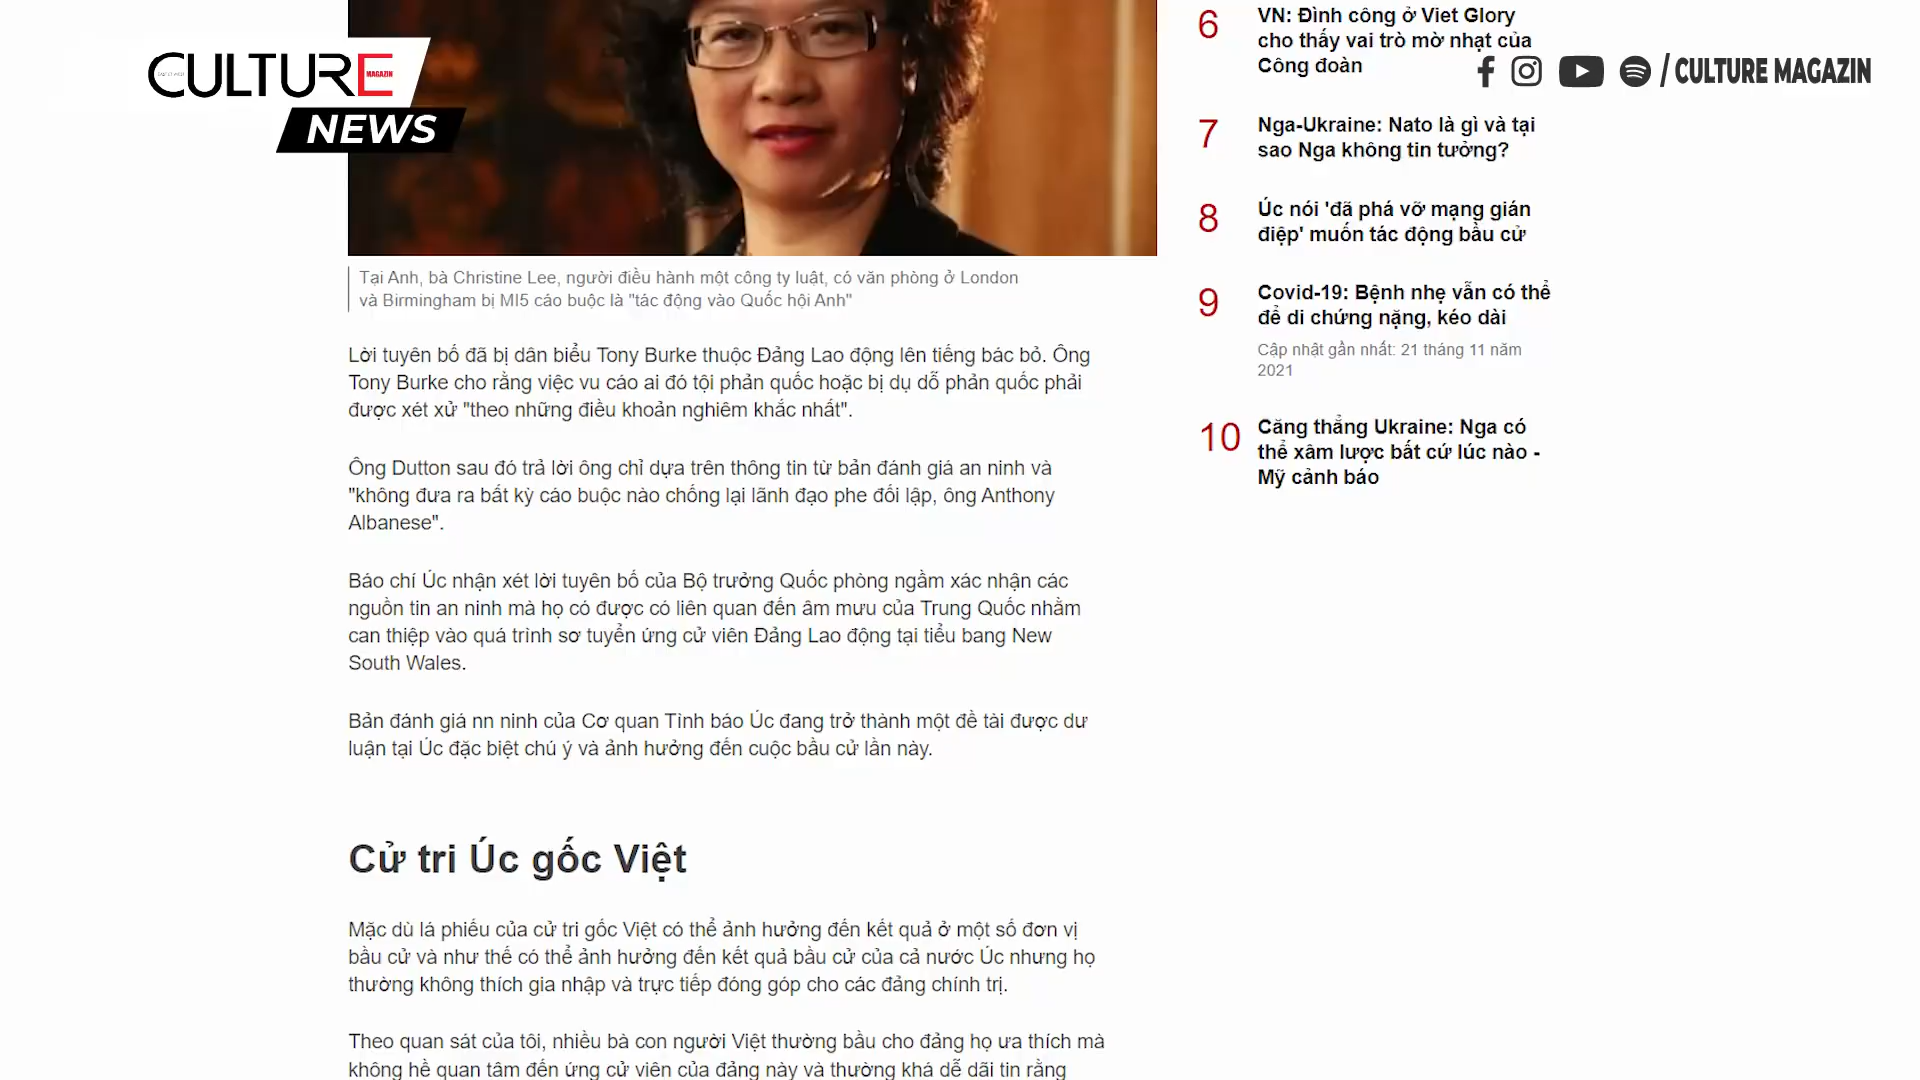 CULTURE
MAGAZIN
NEWS
/ CULTURE MAGAZIN
Tại Anh, bà Christine Lee, người điều hành một công ty luật, có văn phòng ở London
và Birmingham bị MI5 cáo buộc là "tác động vào Quốc hội Anh"
Lời tuyên bố đã bị dân biểu Tony Burke thuộc Đảng Lao động lên tiếng bác bỏ. Ông
Tony Burke cho rằng việc vu cáo ai đó tội phản quốc hoặc bị dụ dỗ phản quốc phải
được xét xử "theo những điều khoản nghiêm khắc nhất".
Ông Dutton sau đó trả lời ông chỉ dựa trên thông tin từ bản đánh giá an ninh và
"không đưa ra bất kỳ cáo buộc nào chống lại lãnh đạo phe đối lập, ông Anthony
Albanese".
Báo chí Úc nhận xét lời tuyên bố của Bộ trưởng Quốc phòng ngầm xác nhận các
nguồn tin an ninh mà họ có được có liên quan đến âm mưu của Trung Quốc nhằm
can thiệp vào quá trình sơ tuyển ứng cử viên Đảng Lao động tại tiểu bang New
South Wales.
Bản đánh giá nn ninh của Cơ quan Tình báo Úc đang trở thành một đề tài được dư
luận tại Úc đặc biệt chú ý và ảnh hưởng đến cuộc bầu cử lần này.
Cử tri Úc gốc Việt
Mặc dù lá phiếu của cử tri gốc Việt có thể ảnh hưởng đến kết quả ở một số đơn vị
bầu cử và như thế có thể ảnh hưởng đến kết quả bầu cử của cả nước Úc nhưng họ
thường không thích gia nhập và trực tiếp đóng góp cho các đảng chính trị.
Theo quan sát của tôi, nhiều bà con người Việt thường bầu cho đảng họ ưa thích mà
không hề quan tâm đến ứng cử viên của đảng này và thường khá dễ dãi tin rằng
6
VN: Đình công ở Viet Glory
cho thấy vai trò mờ nhạt của
Công đoàn
7
Nga-Ukraine: Nato là gì và tại
sao Nga không tin tưởng?
8
Úc nói 'đã phá vỡ mạng gián
điệp' muốn tác động bầu cử
9
Covid-19: Bệnh nhẹ vẫn có thể
để di chứng nặng, kéo dài
Cập nhật gần nhất: 21 tháng 11 năm
2021
10
Căng thẳng Ukraine: Nga có
thể xâm lược bất cứ lúc nào -
Mỹ cảnh báo